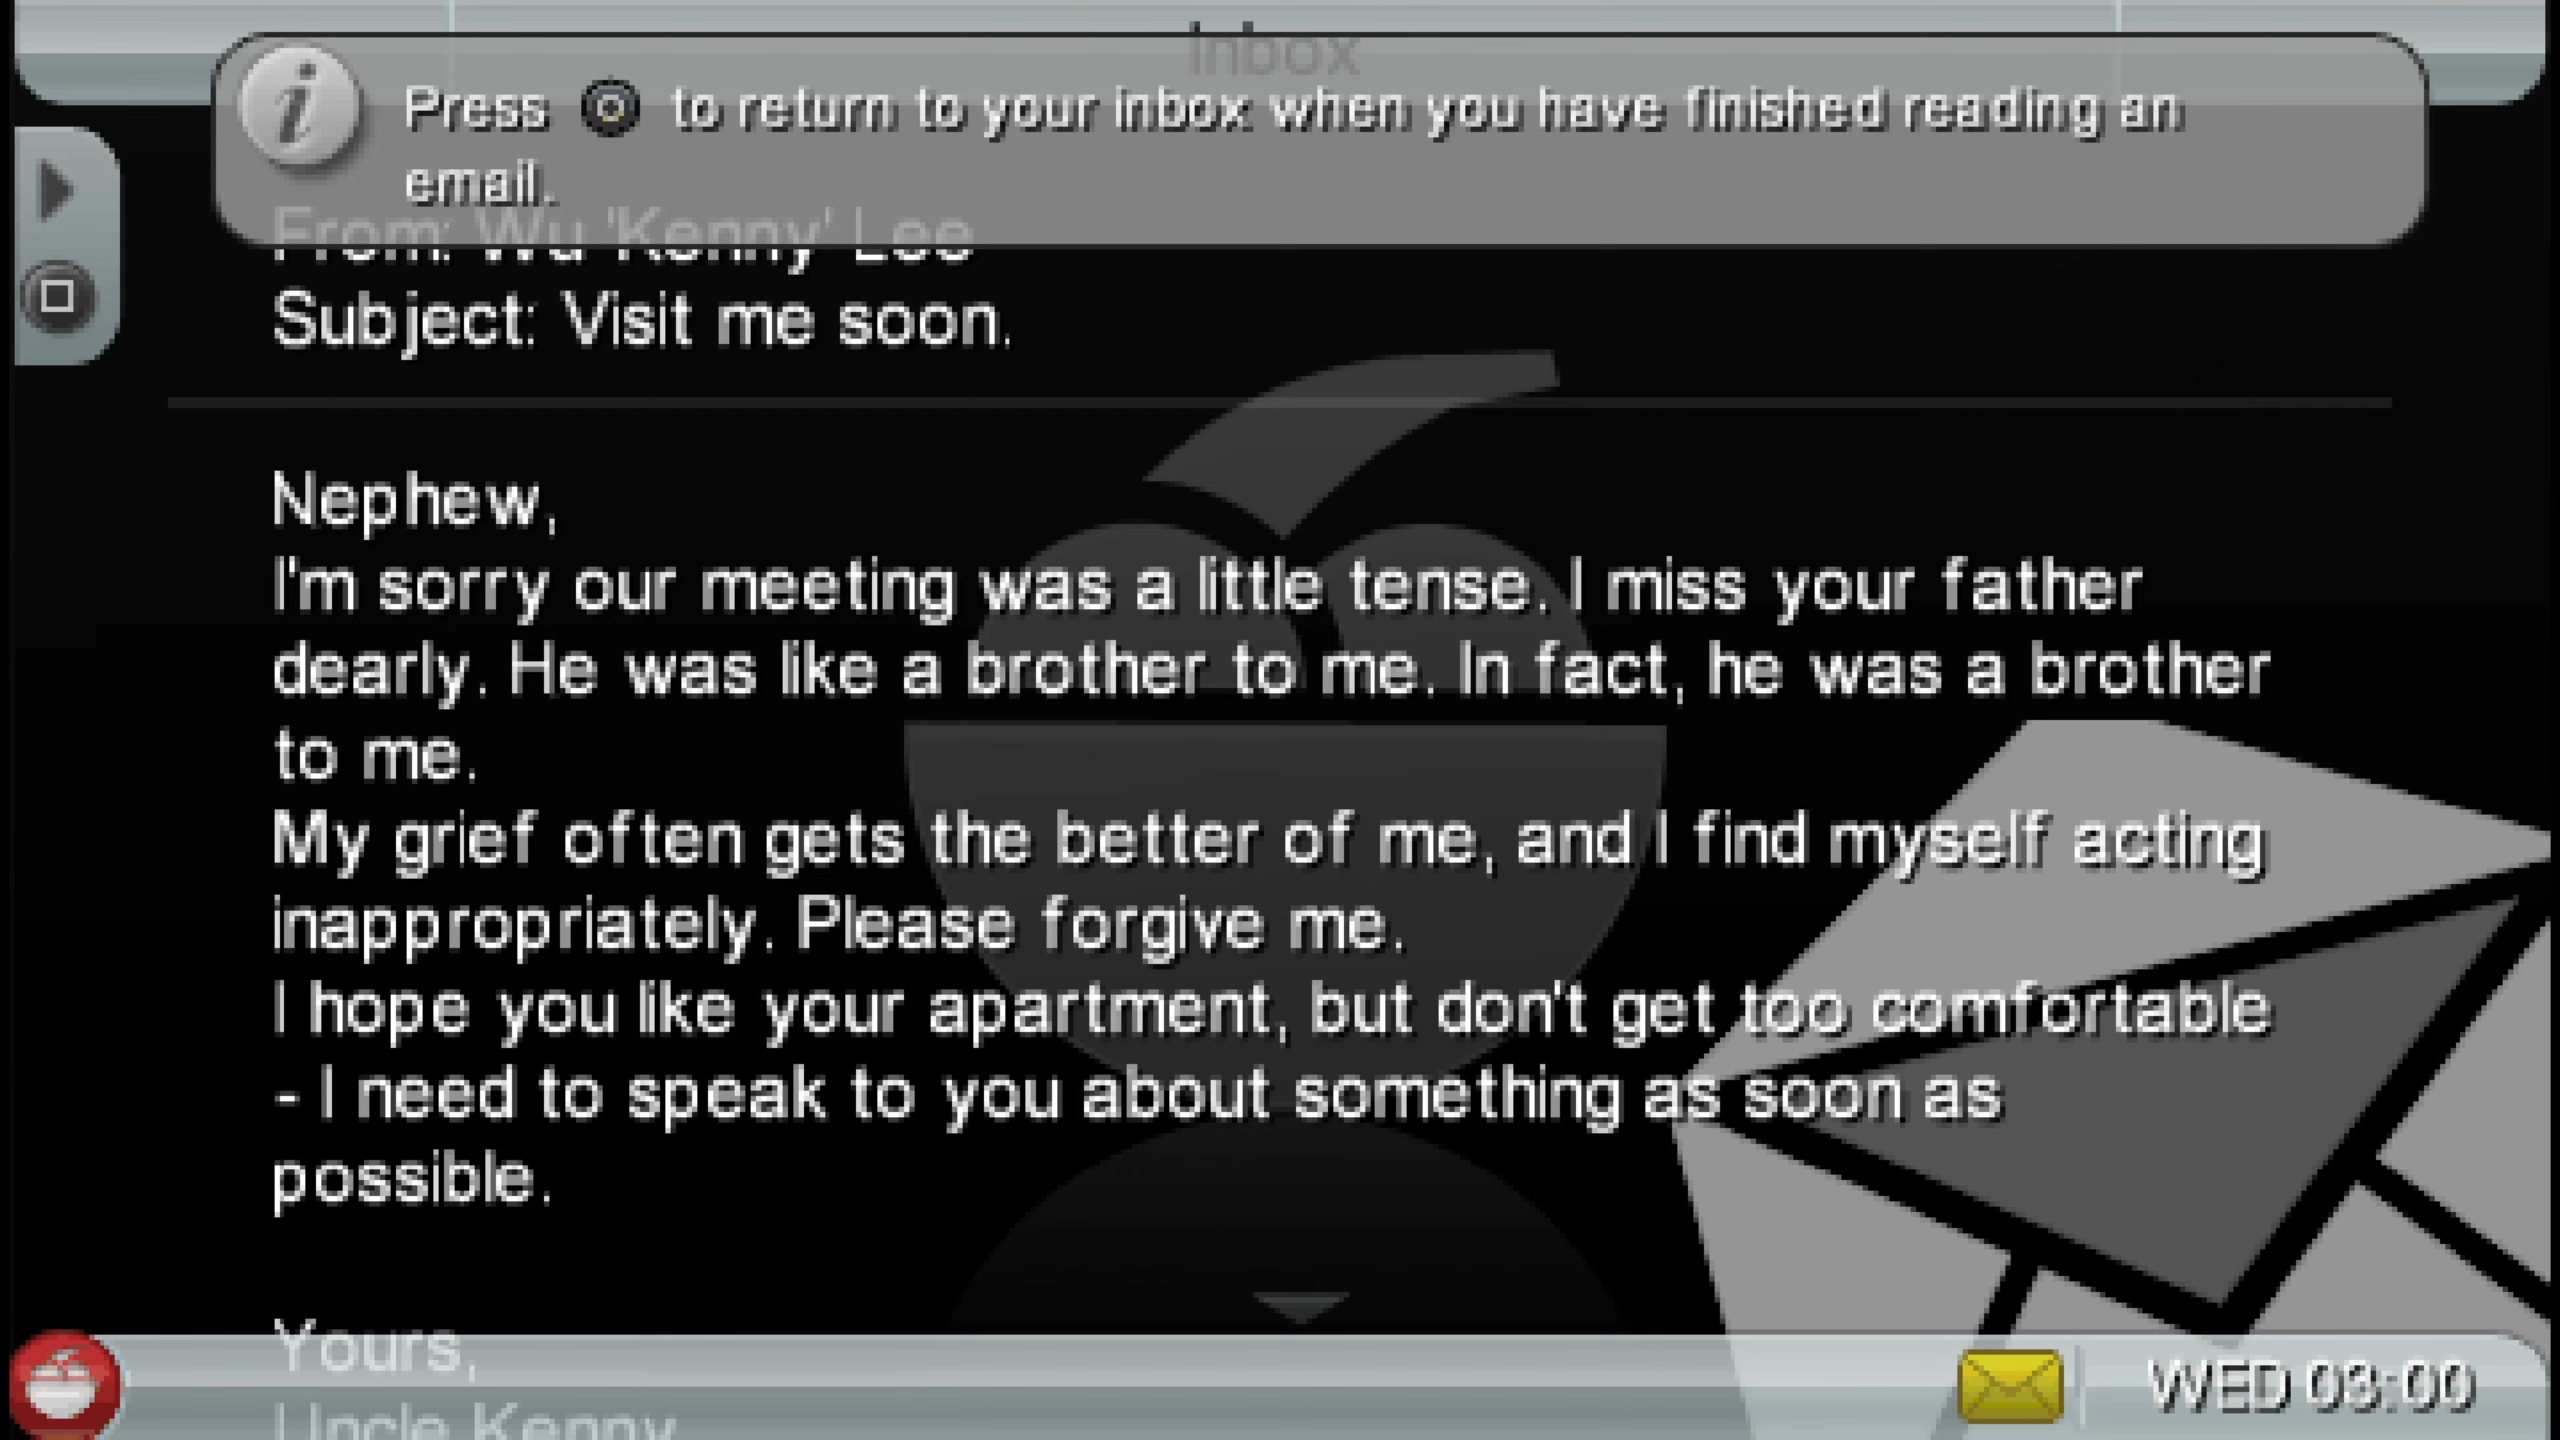 Inbox
Press to return to your inbox when you have finished reading an
email.
From: Wu 'Kenny' Lee
Subject: Visit me soon.
Nephew,
I'm sorry our meeting was a little tense. I miss your father
dearly. He was like a brother to me. In fact, he was a brother
to me.
My grief often gets the better of me, and I find myself acting
inappropriately. Please forgive me.
I hope you like your apartment, but don't get too comfortable
- I need to speak to you about something as soon as
possible.
Yours,
Uncle Kenny
WED 03:00